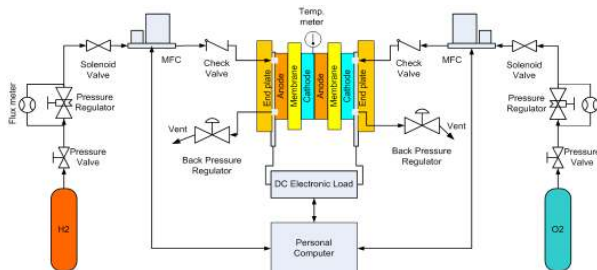 Temp.
meter
Solenoid
Valve
MFC
Check
Valve
End plate
Anode
Membrane
Cathode
Anode
Membrane
Cathode
End plate
Check
Valve
MFC
Solenoid
Valve
Flux meter
Pressure
Regulator
Vent
Back Pressure
Regulator
Vent
Back Pressure
Regulator
Pressure
Regulator
Flux meter
Pressure
Valve
Pressure
Valve
DC Electronic Load
H2
Personal
Computer
O2